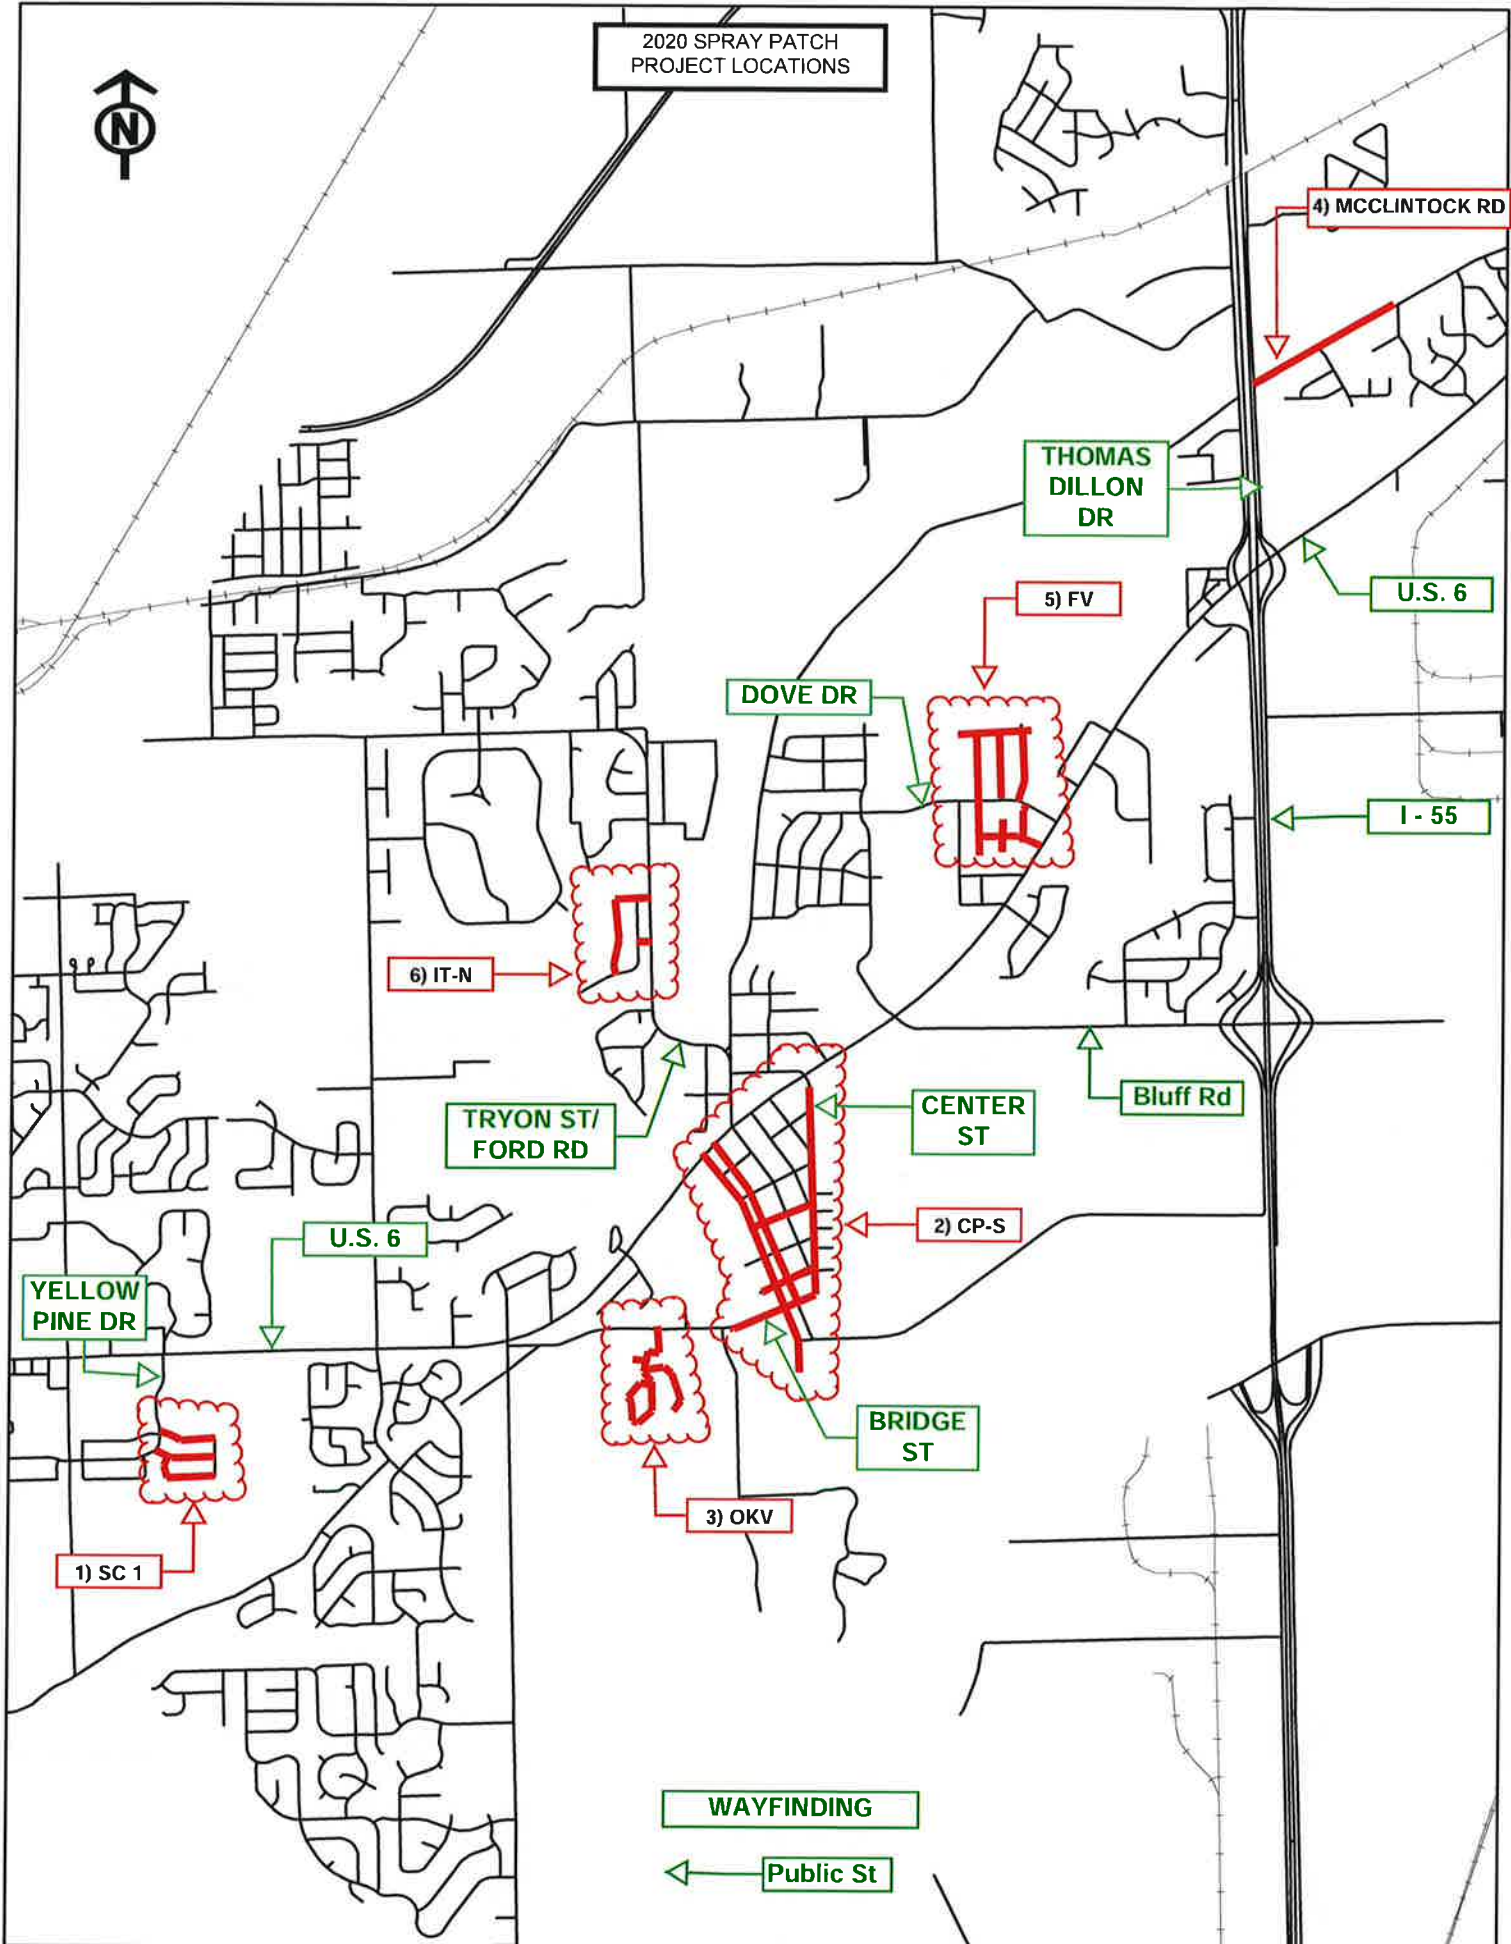 2020 SPRAY PATCH
PROJECT LOCATIONS
N
4) MCCLINTOCK RD
THOMAS
DILLON
DR
U.S. 6
5) FV
DOVE DR
I - 55
6) IT-N
Bluff Rd
CENTER
ST
TRYON ST/
FORD RD
2) CP-S
U.S. 6
YELLOW
PINE DR
BRIDGE
ST
3) OKV
1) SC 1
WAYFINDING
Public St